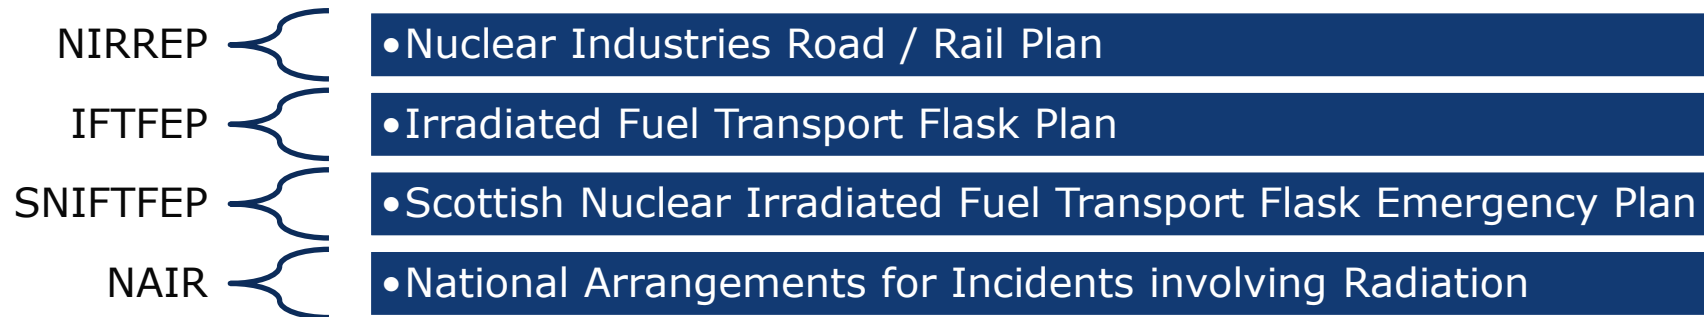 NIRREP •Nuclear Industries Road / Rail Plan
IFTFEP •Irradiated Fuel Transport Flask Plan
SNIFTFEP •Scottish Nuclear Irradiated Fuel Transport Flask Emergency Plan
NAIR •National Arrangements for Incidents involving Radiation